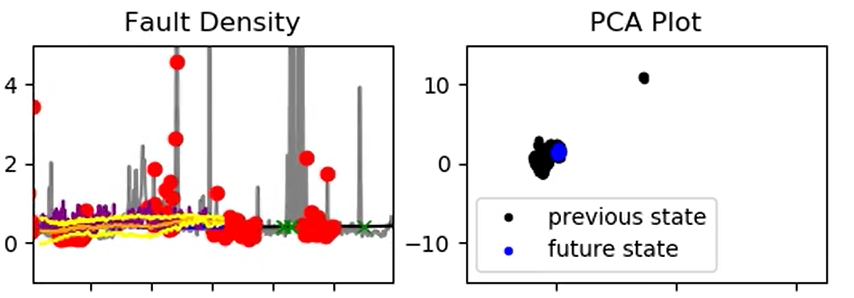 Fault Density
4
2
0
PCA Plot
10
0
−10
previous state
future state